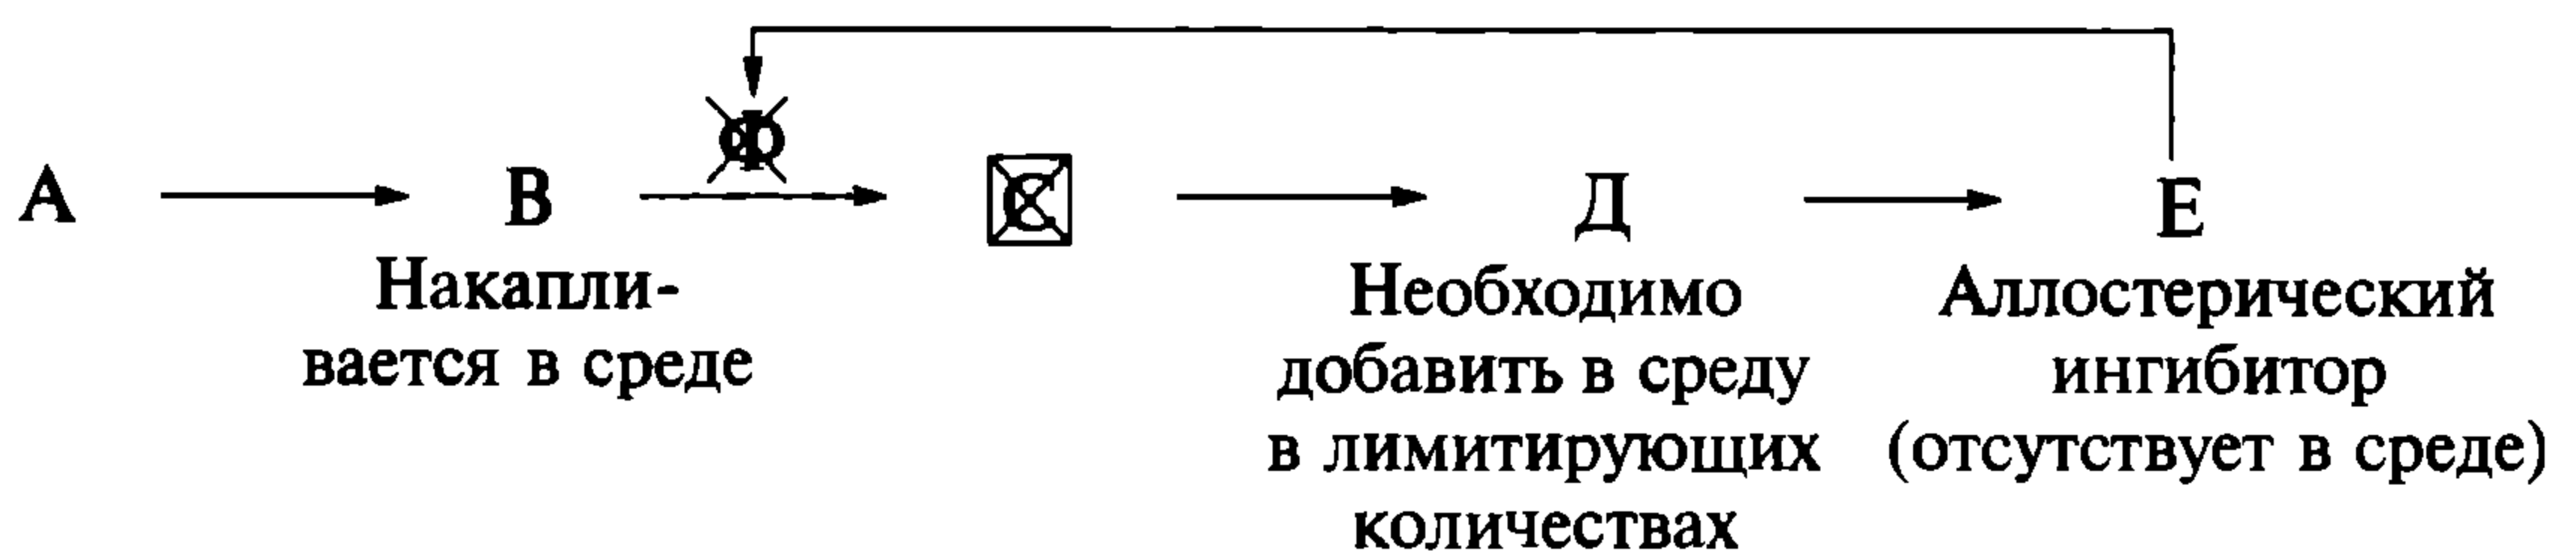 Ф
А В С Д Е
Накапли-
вается в среде
Необходимо
добавить в среду
в лимитирующих
количествах
Аллостерический
ингибитор
(отсутствует в среде)